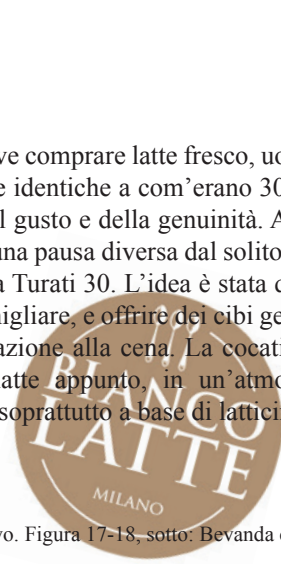 ve comprare latte fresco, uo
e identiche a com’erano 30
l gusto e della genuinità. A
una pausa diversa dal solito
a Turati 30. L’idea è stata d
nigliare, e offrire dei cibi ge
azione alla cena. La cocat
latte appunto, in un’atmo
soprattutto a base di latticin
BIANCO
LATTE
MILANO
vo. Figura 17-18, sotto: Bevanda e